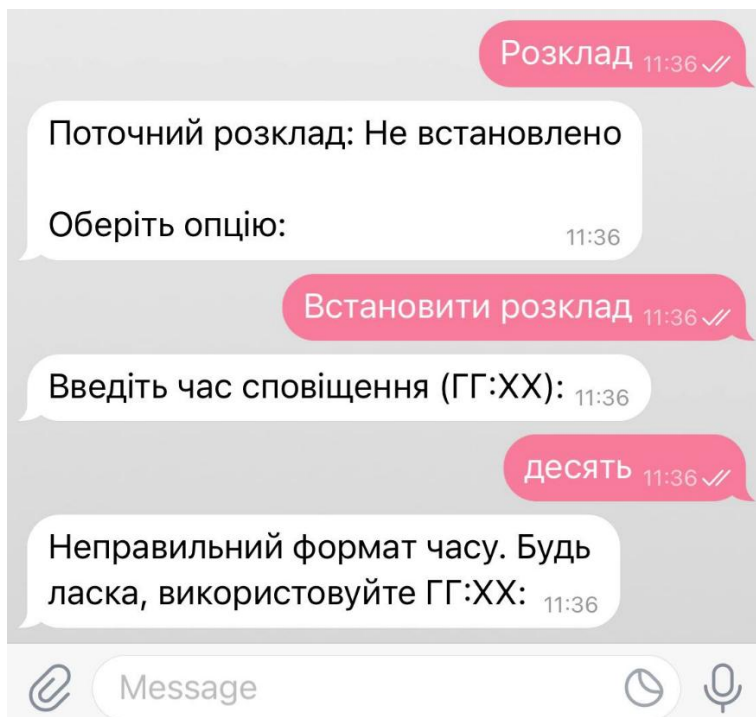 Розклад 11:36
Поточний розклад: Не встановлено
Оберіть опцію: 11:36
Встановити розклад 11:36
Введіть час сповіщення (ГГ:ХХ): 11:36
десять 11:36
Неправильний формат часу. Будь
ласка, використовуйте ГГ:ХХ: 11:36
Message